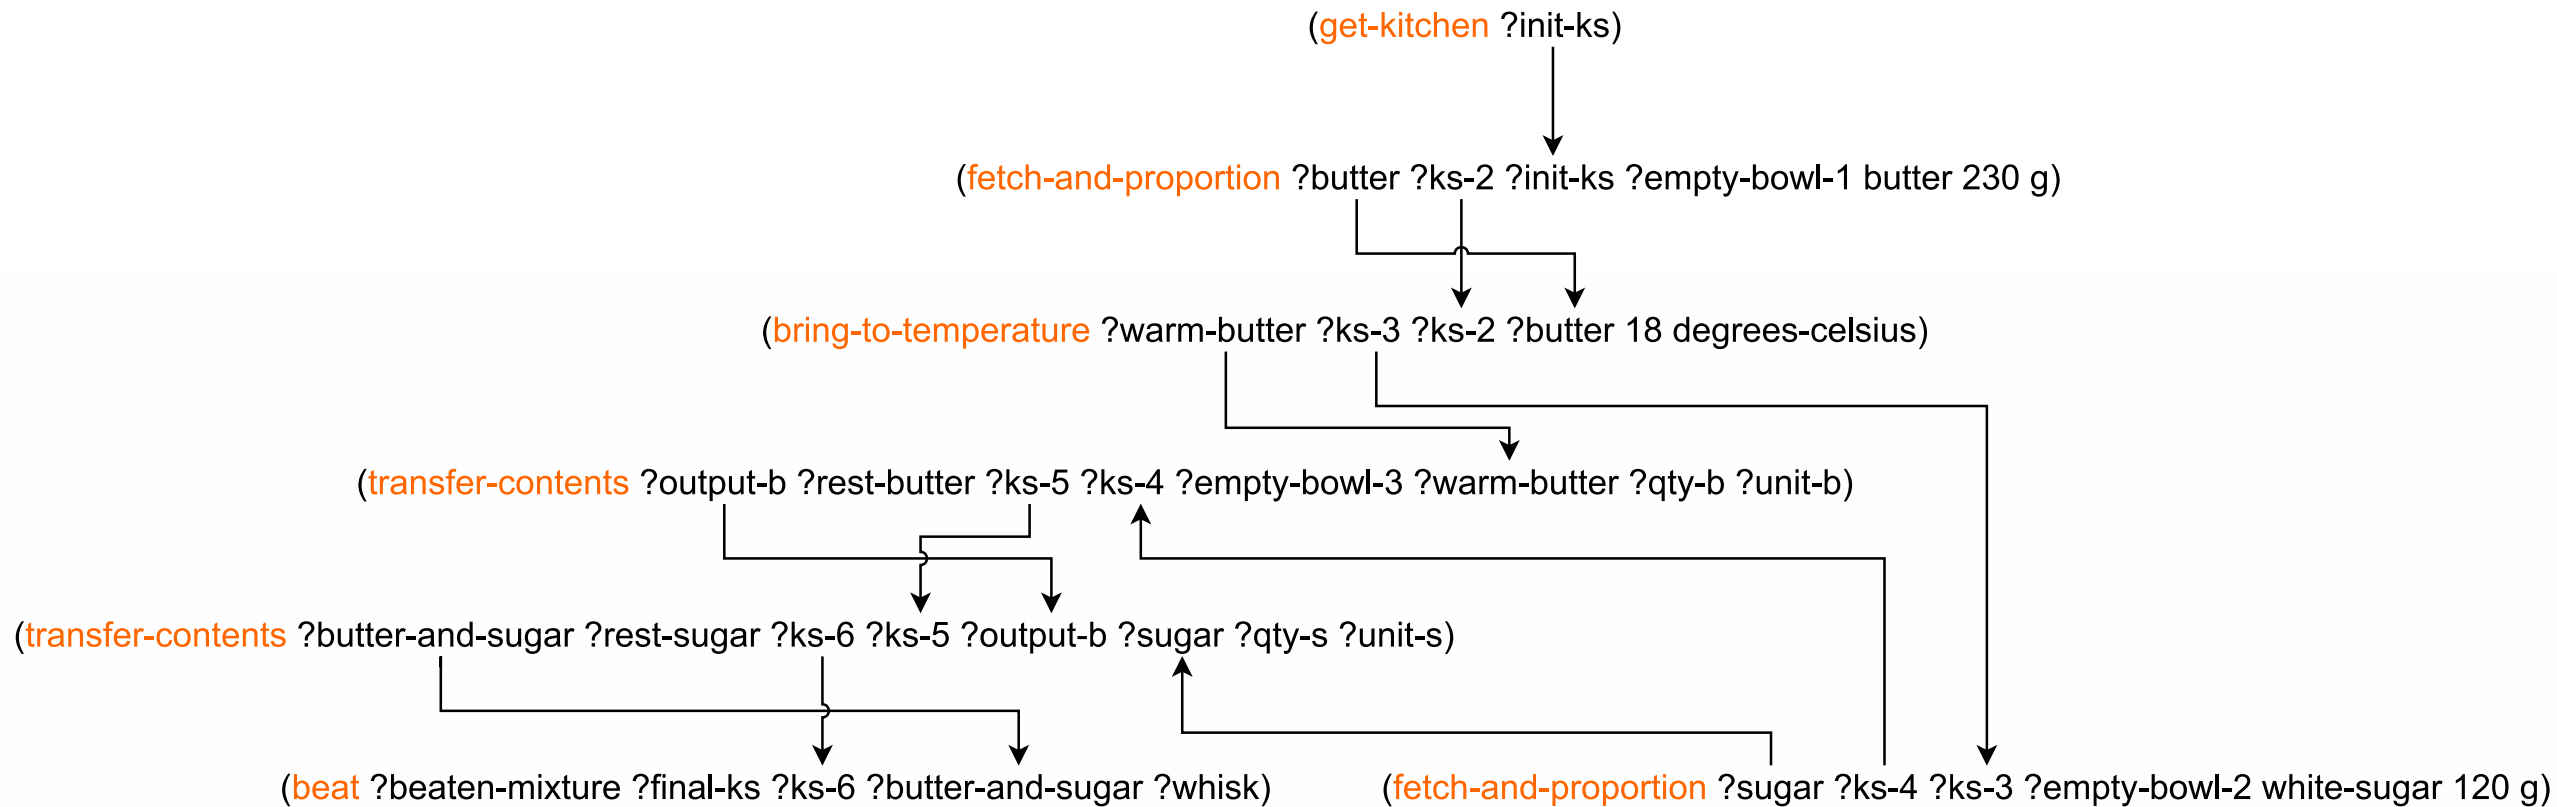 (get-kitchen ?init-ks)
(fetch-and-proportion ?butter ?ks-2 ?init-ks ?empty-bowl-1 butter 230 g)
(bring-to-temperature ?warm-butter ?ks-3 ?ks-2 ?butter 18 degrees-celsius)
(transfer-contents ?output-b ?rest-butter ?ks-5 ?ks-4 ?empty-bowl-3 ?warm-butter ?qty-b ?unit-b)
(transfer-contents ?butter-and-sugar ?rest-sugar ?ks-6 ?ks-5 ?output-b ?sugar ?qty-s ?unit-s)
(beat ?beaten-mixture ?final-ks ?ks-6 ?butter-and-sugar ?whisk)
(fetch-and-proportion ?sugar ?ks-4 ?ks-3 ?empty-bowl-2 white-sugar 120 g)